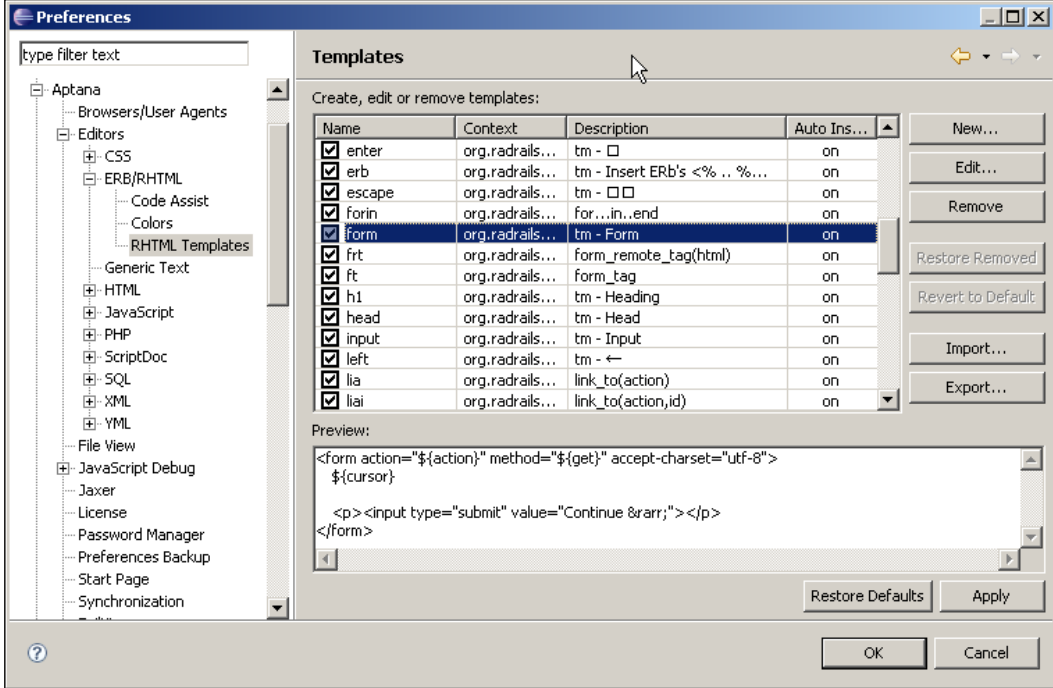 Preferences
type filter text
Aptana
Browsers/User Agents
Editors
CSS
ERB/RHTML
Code Assist
Colors
RHTML Templates
Generic Text
HTML
JavaScript
PHP
ScriptDoc
SQL
XML
YML
File View
JavaScript Debug
Jaxer
License
Password Manager
Preferences Backup
Start Page
Synchronization
Templates
Create, edit or remove templates:
Name Context Description Auto Ins...
enter org.radrails... tm - □ on
erb org.radrails... tm - Insert ERb's <% .. %... on
escape org.radrails... tm - □□ on
forin org.radrails... for...in..end on
form org.radrails... tm - Form on
frt org.radrails... form_remote_tag(html) on
ft org.radrails... form_tag on
h1 org.radrails... tm - Heading on
head org.radrails... tm - Head on
input org.radrails... tm - Input on
left org.radrails... tm - ← on
lia org.radrails... link_to(action) on
liai org.radrails... link_to(action,id) on
New...
Edit...
Remove
Restore Removed
Revert to Default
Import...
Export...
Preview:
<form action="${action}" method="${get}" accept-charset="utf-8">
${cursor}
<p><input type="submit" value="Continue &rarr;"></p>
</form>
Restore Defaults Apply
? OK Cancel